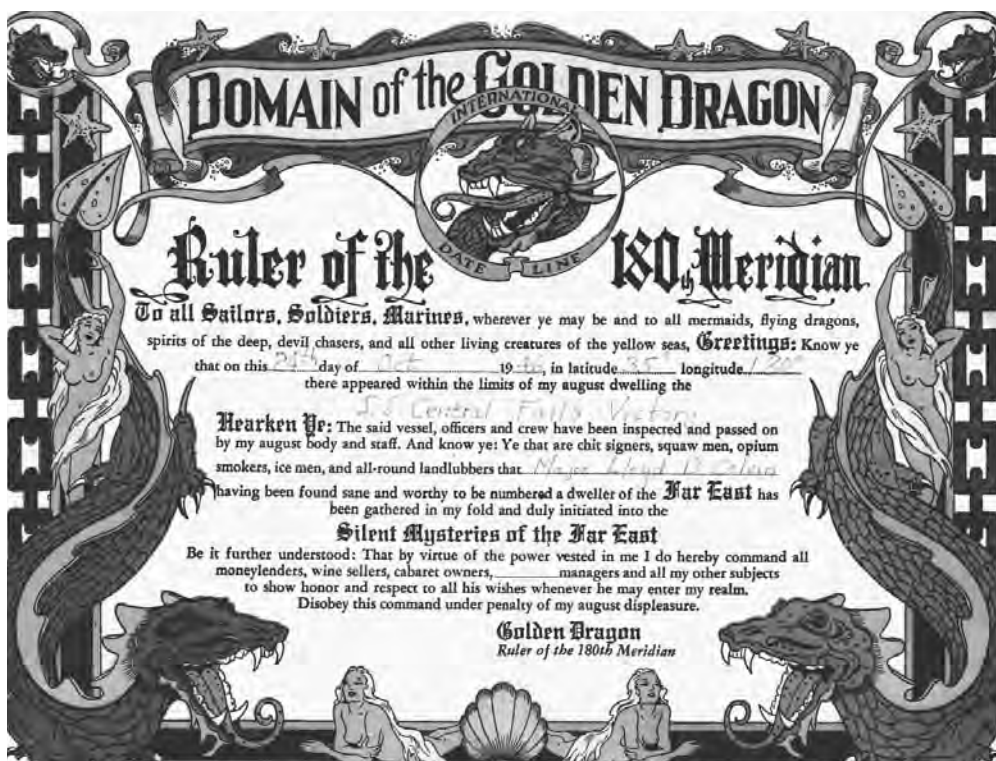 DOMAIN of the GOLDEN DRAGON
INTERNATIONAL
DATE LINE
Ruler of the 180th Meridian
To all Sailors, Soldiers, Marines, wherever ye may be and to all mermaids, flying dragons,
spirits of the deep, devil chasers, and all other living creatures of the yellow seas, Greetings: Know ye
that on this day of Oct 19 46, in latitude 35° longitude 180°
there appeared within the limits of my august dwelling the
S.S Central Falls Victory
Hearken Ye: The said vessel, officers and crew have been inspected and passed on
by my august body and staff. And know ye: Ye that are chit signers, squaw men, opium
smokers, ice men, and all-round landlubbers that Major Lloyd D Colvin
having been found sane and worthy to be numbered a dweller of the Far East has
been gathered in my fold and duly initiated into the
Silent Mysteries of the Far East
Be it further understood: That by virtue of the power vested in me I do hereby command all
moneylenders, wine sellers, cabaret owners, managers and all my other subjects
to show honor and respect to all his wishes whenever he may enter my realm.
Disobey this command under penalty of my august displeasure.
Golden Dragon
Ruler of the 180th Meridian